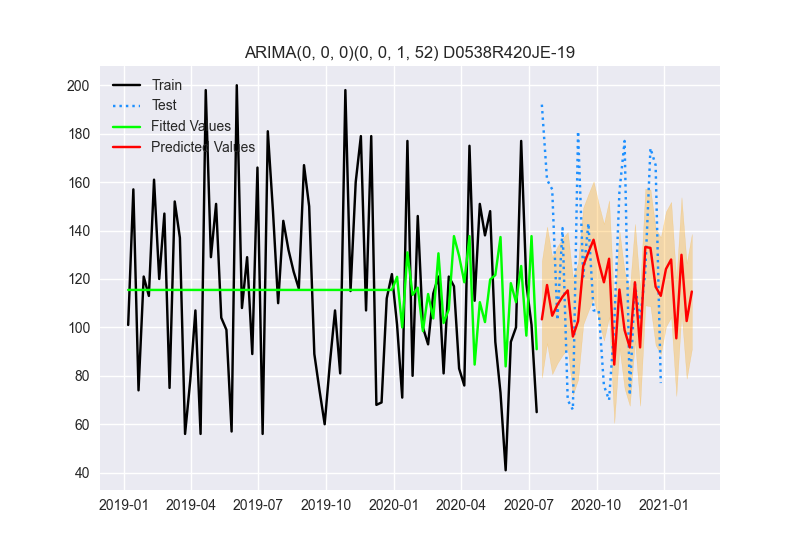 ARIMA(0, 0, 0)(0, 0, 1, 52) D0538R420JE-19
200
180
160
140
120
100
80
60
40
Train
Test
Fitted Values
Predicted Values
2019-01 2019-04 2019-07 2019-10 2020-01 2020-04 2020-07 2020-10 2021-01